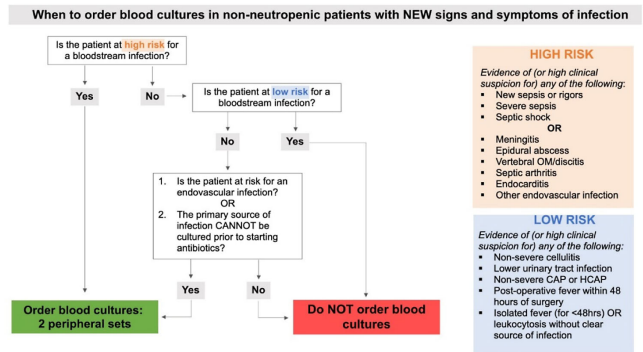 When to order blood cultures in non-neutropenic patients with NEW signs and symptoms of infection
Is the patient at high risk for
a bloodstream infection?
Yes
No
Is the patient at low risk for a
bloodstream infection?
No
Yes
1. Is the patient at risk for an
endovascular infection?
OR
2. The primary source of
infection CANNOT be
cultured prior to starting
antibiotics?
Yes
No
Order blood cultures:
2 peripheral sets
Do NOT order blood
cultures
HIGH RISK
Evidence of (or high clinical
suspicion for) any of the following:
▪ New sepsis or rigors
▪ Severe sepsis
▪ Septic shock
OR
▪ Meningitis
▪ Epidural abscess
▪ Vertebral OM/discitis
▪ Septic arthritis
▪ Endocarditis
▪ Other endovascular infection
LOW RISK
Evidence of (or high clinical
suspicion for) any of the following:
▪ Non-severe cellulitis
▪ Lower urinary tract infection
▪ Non-severe CAP or HCAP
▪ Post-operative fever within 48
hours of surgery
▪ Isolated fever (for <48hrs) OR
leukocytosis without clear
source of infection